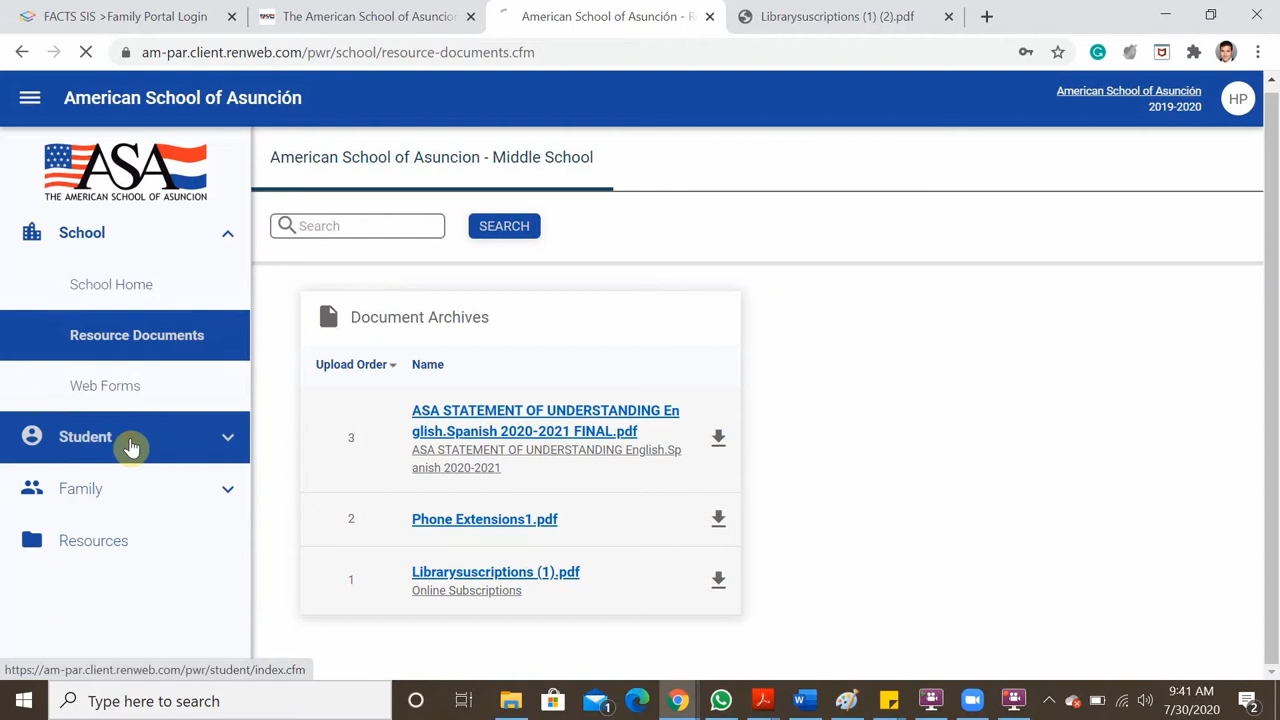 FACTS SIS >Family Portal Login
The American School of Asuncion
American School of Asunción - R
Librarysuscriptions (1) (2).pdf
am-par.client.renweb.com/pwr/school/resource-documents.cfm
American School of Asunción
American School of Asunción
2019-2020
HP
ASA
THE AMERICAN SCHOOL OF ASUNCION
School
School Home
Resource Documents
Web Forms
Student
Family
Resources
American School of Asuncion - Middle School
Search
SEARCH
Document Archives
Upload Order
Name
3
ASA STATEMENT OF UNDERSTANDING En
glish.Spanish 2020-2021 FINAL.pdf
ASA STATEMENT OF UNDERSTANDING English.Sp
anish 2020-2021
2
Phone Extensions1.pdf
1
Librarysuscriptions (1).pdf
Online Subscriptions
https://am-par.client.renweb.com/pwr/student/index.cfm
Type here to search
1
9:41 AM
7/30/2020
2